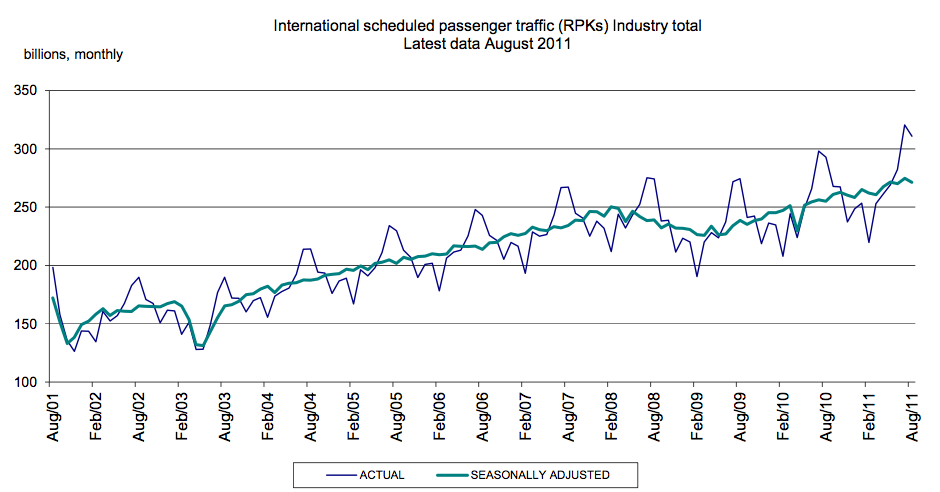 International scheduled passenger traffic (RPKs) Industry total
Latest data August 2011
billions, monthly
350
300
250
200
150
100
Aug/01
Feb/02
Aug/02
Feb/03
Aug/03
Feb/04
Aug/04
Feb/05
Aug/05
Feb/06
Aug/06
Feb/07
Aug/07
Feb/08
Aug/08
Feb/09
Aug/09
Feb/10
Aug/10
Feb/11
Aug/11
ACTUAL
SEASONALLY ADJUSTED